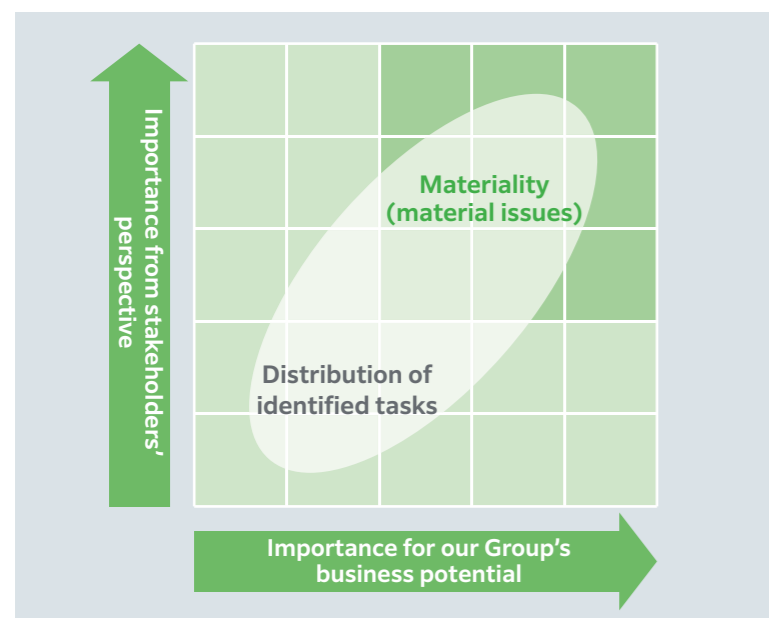 Importance from stakeholders’
perspective
Materiality
(material issues)
Distribution of
identified tasks
Importance for our Group’s
business potential